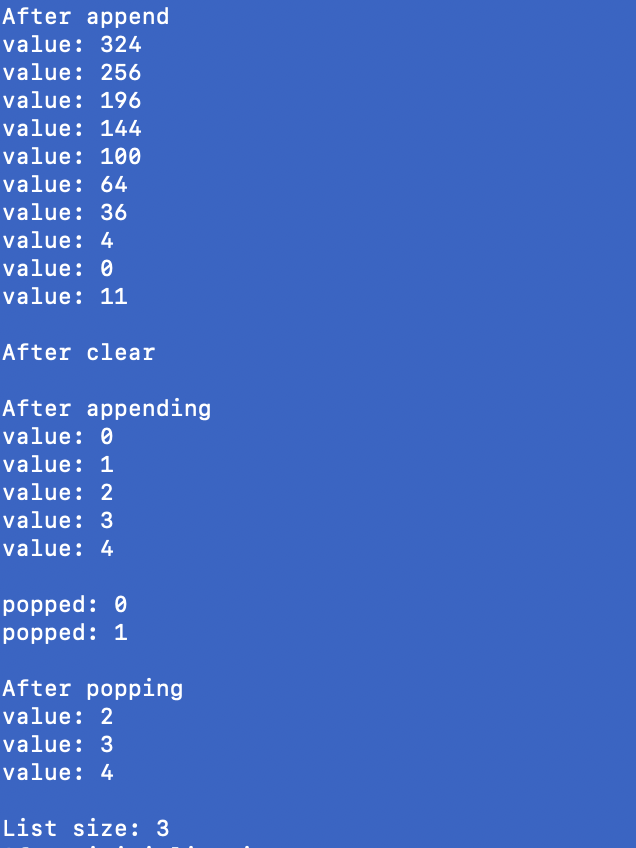 After append
value: 324
value: 256
value: 196
value: 144
value: 100
value: 64
value: 36
value: 4
value: 0
value: 11
After clear
After appending
value: 0
value: 1
value: 2
value: 3
value: 4
popped: 0
popped: 1
After popping
value: 2
value: 3
value: 4
List size: 3